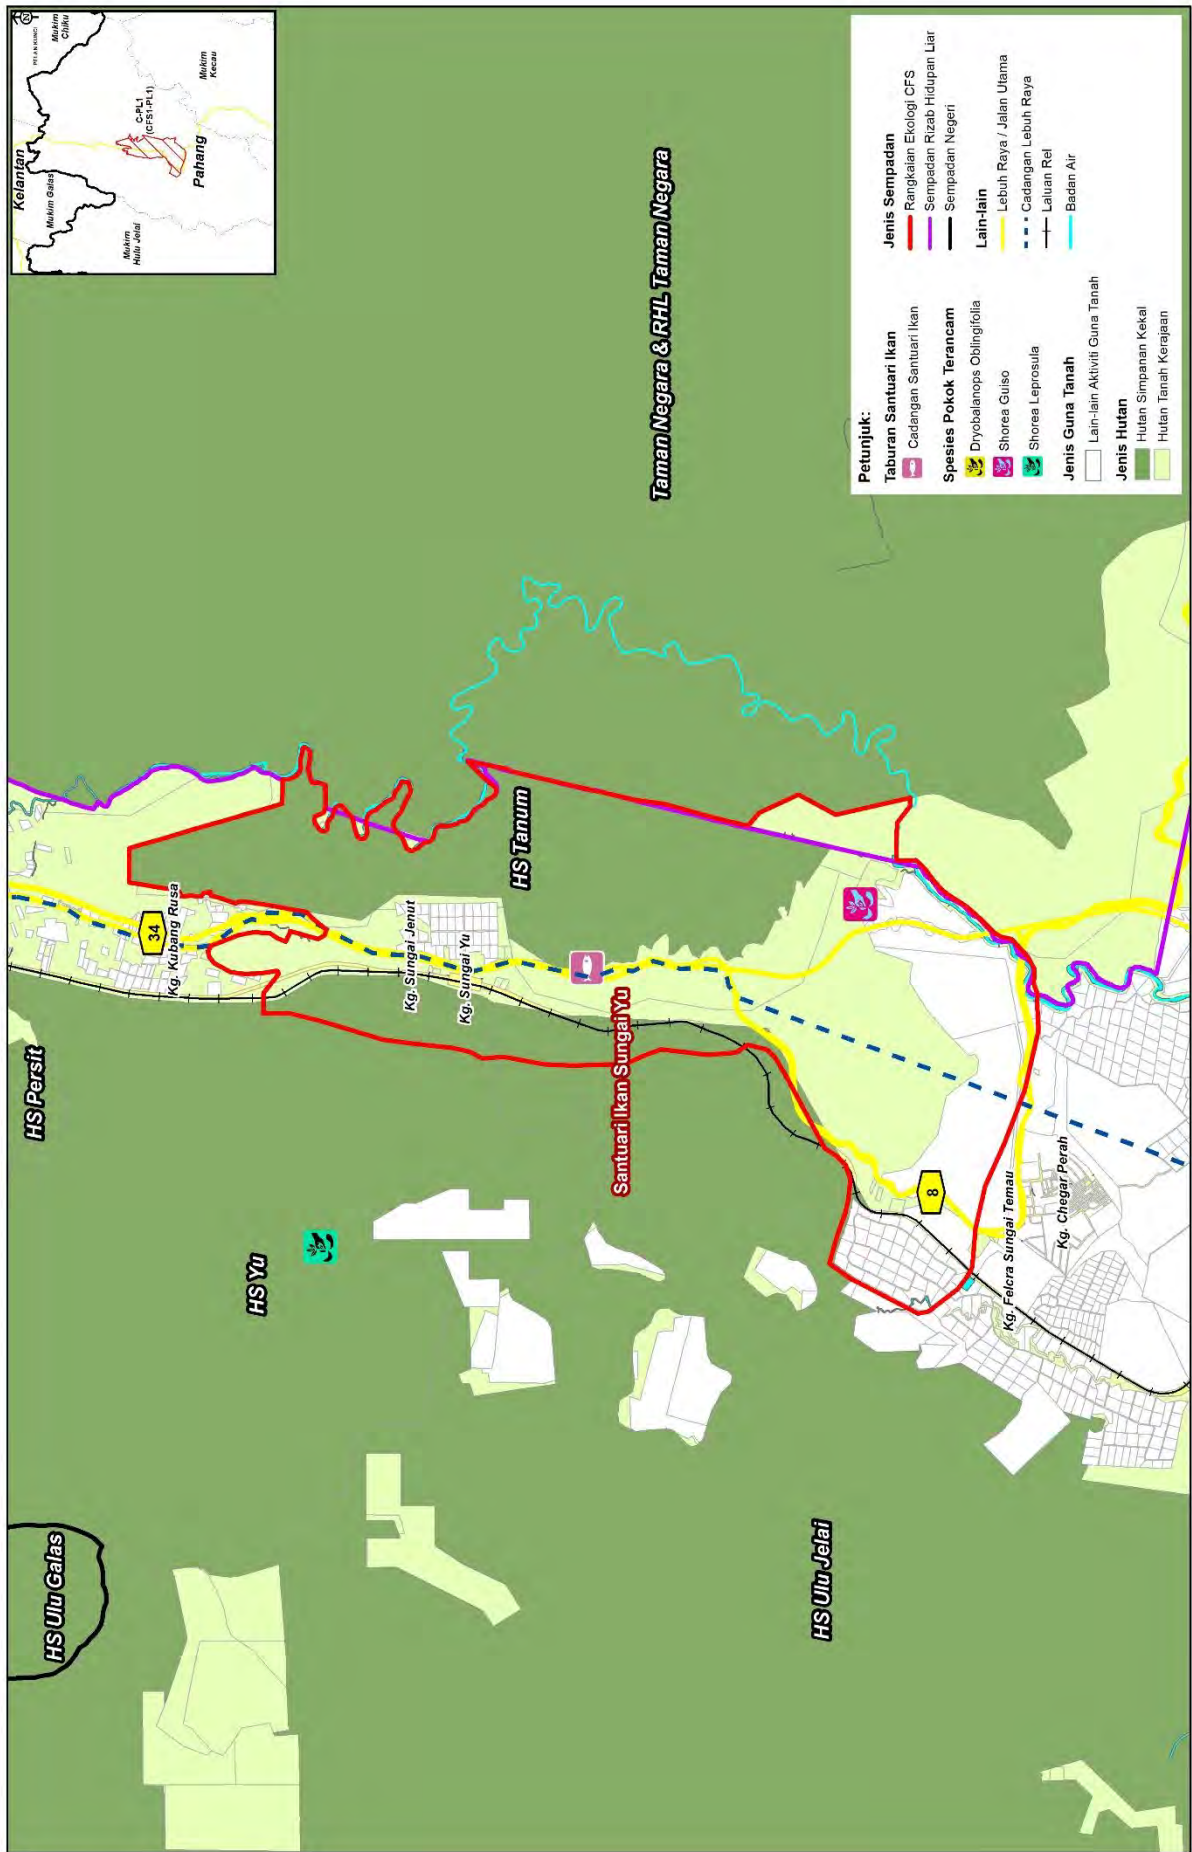 Kelantan
Mukim
Chiku
PELAN KUNCI
N
Mukim Galas
Mukim
Hulu Jelai
Mukim
Kecau
C-PL1
(CFS1-PL1)
Pahang
HS Ulu Galas
HS Persit
HS Yu
34
Kg. Kubang Rusa
Kg. Sungai Jenut
Kg. Sungai Yu
HS Tanum
Santuari Ikan Sungai Yu
Taman Negara & RHL Taman Negara
HS Ulu Jelai
8
Kg. Felcra Sungai Temau
Kg. Chegar Perah
Petunjuk:
Taburan Santuari Ikan
Cadangan Santuari Ikan
Spesies Pokok Terancam
Dryobalanops Oblingifolia
Shorea Guiso
Shorea Leprosula
Jenis Guna Tanah
Lain-lain Aktiviti Guna Tanah
Jenis Hutan
Hutan Simpanan Kekal
Hutan Tanah Kerajaan
Jenis Sempadan
Rangkaian Ekologi CFS
Sempadan Rizab Hidupan Liar
Sempadan Negeri
Lain-lain
Lebuh Raya / Jalan Utama
Cadangan Lebuh Raya
Laluan Rel
Badan Air